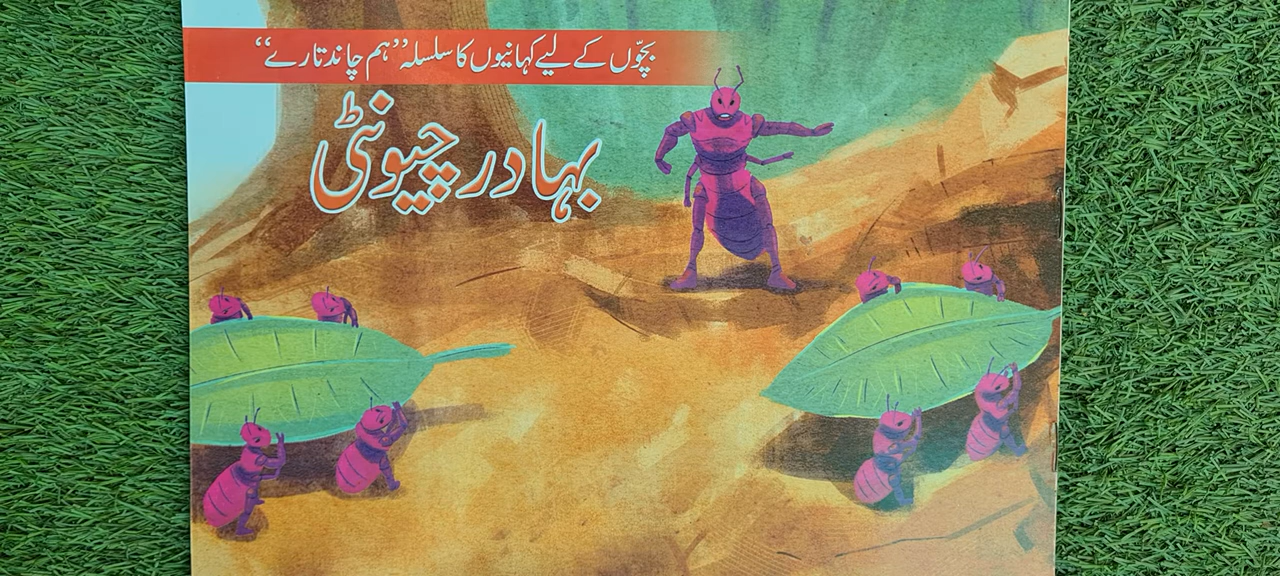 بچّوں کے لیے کہانیوں کا سلسلہ ”ہم چاند تارے“
بہادر چیونٹی